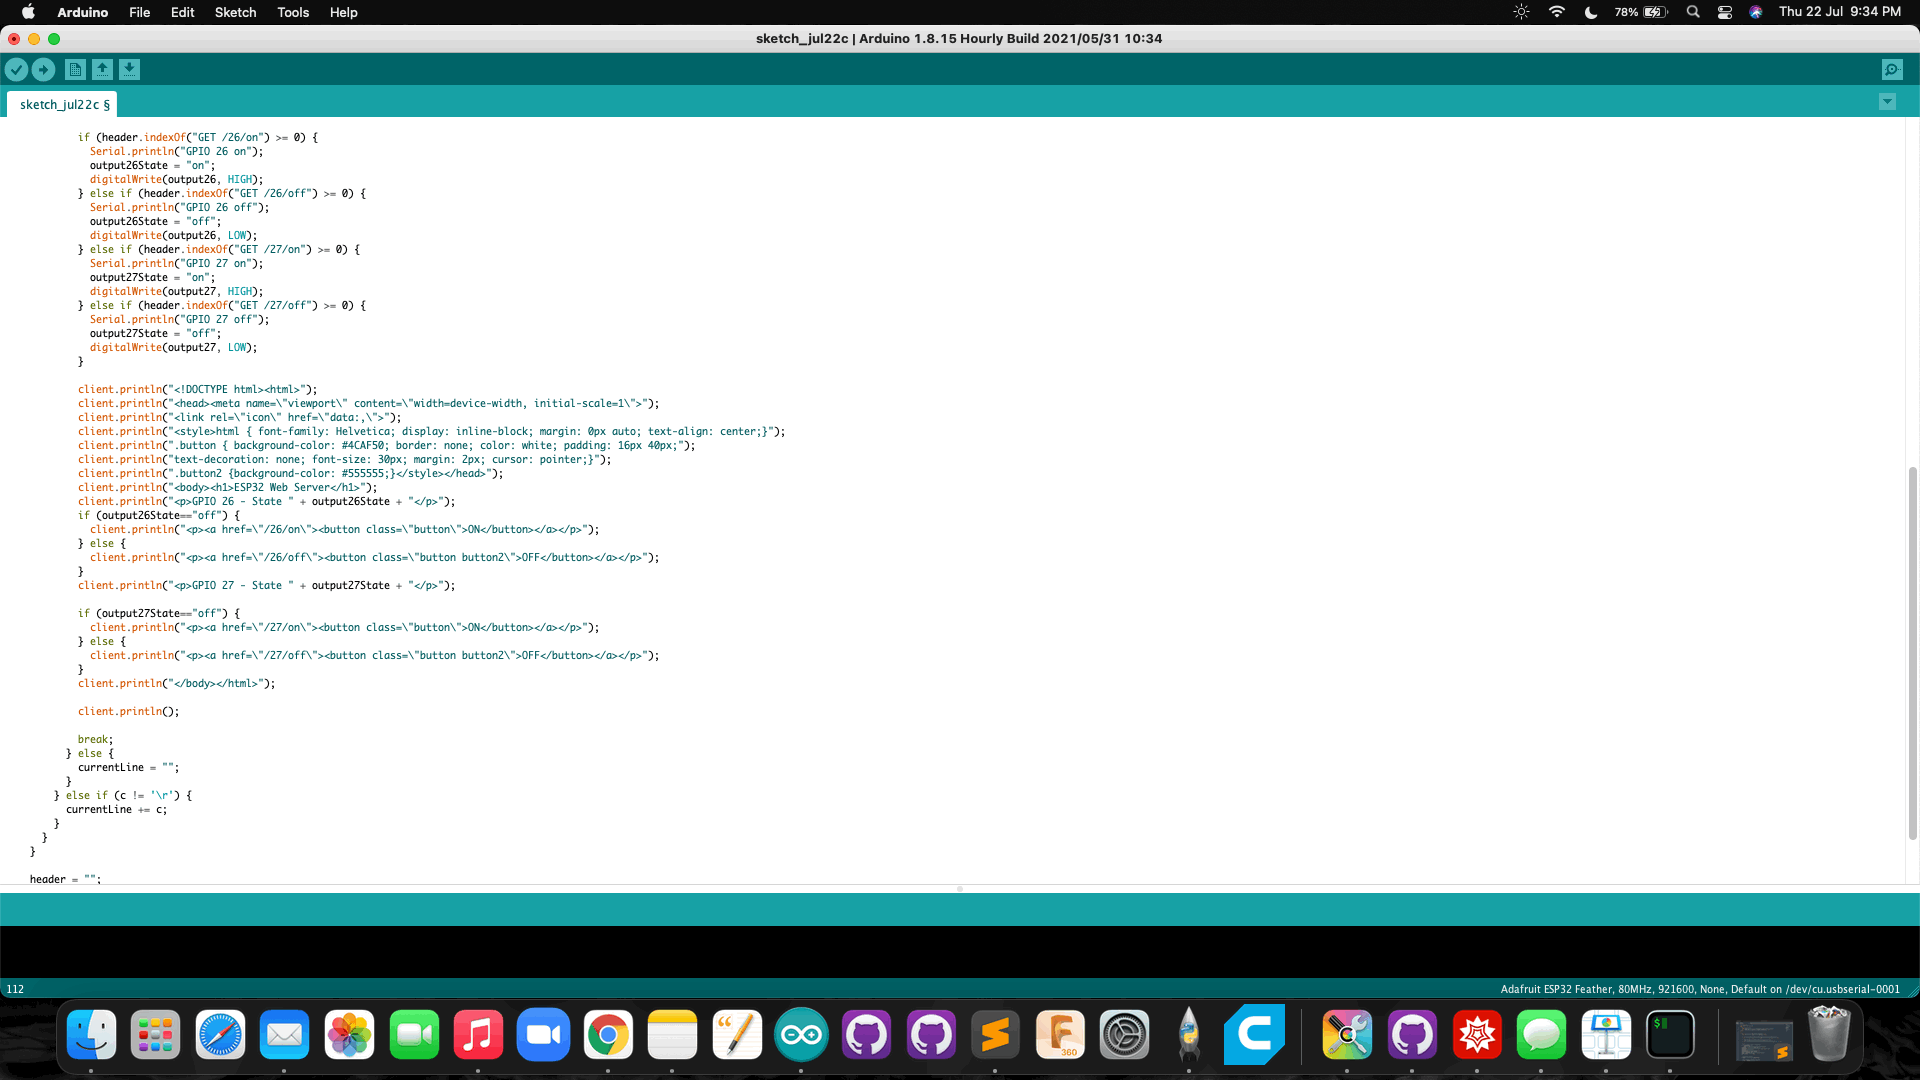 Arduino File Edit Sketch Tools Help 78% Thu 22 Jul 9:34 PM
sketch_jul22c | Arduino 1.8.15 Hourly Build 2021/05/31 10:34
sketch_jul22c §
if (header.indexOf("GET /26/on") >= 0) {
Serial.println("GPIO 26 on");
output26State = "on";
digitalWrite(output26, HIGH);
} else if (header.indexOf("GET /26/off") >= 0) {
Serial.println("GPIO 26 off");
output26State = "off";
digitalWrite(output26, LOW);
} else if (header.indexOf("GET /27/on") >= 0) {
Serial.println("GPIO 27 on");
output27State = "on";
digitalWrite(output27, HIGH);
} else if (header.indexOf("GET /27/off") >= 0) {
Serial.println("GPIO 27 off");
output27State = "off";
digitalWrite(output27, LOW);
}
client.println("<!DOCTYPE html><html>");
client.println("<head><meta name=\"viewport\" content=\"width=device-width, initial-scale=1\">");
client.println("<link rel=\"icon\" href=\"data:,\">");
client.println("<style>html { font-family: Helvetica; display: inline-block; margin: 0px auto; text-align: center;}");
client.println(".button { background-color: #4CAF50; border: none; color: white; padding: 16px 40px;");
client.println("text-decoration: none; font-size: 30px; margin: 2px; cursor: pointer;}");
client.println(".button2 {background-color: #555555;}</style></head>");
client.println("<body><h1>ESP32 Web Server</h1>");
client.println("<p>GPIO 26 - State " + output26State + "</p>");
if (output26State=="off") {
client.println("<p><a href=\"/26/on\"><button class=\"button\">ON</button></a></p>");
} else {
client.println("<p><a href=\"/26/off\"><button class=\"button button2\">OFF</button></a></p>");
}
client.println("<p>GPIO 27 - State " + output27State + "</p>");
if (output27State=="off") {
client.println("<p><a href=\"/27/on\"><button class=\"button\">ON</button></a></p>");
} else {
client.println("<p><a href=\"/27/off\"><button class=\"button button2\">OFF</button></a></p>");
}
client.println("</body></html>");
client.println();
break;
} else {
currentLine = "";
}
} else if (c != '\r') {
currentLine += c;
}
}
}
header = "";
112 Adafruit ESP32 Feather, 80MHz, 921600, None, Default on /dev/cu.usbserial-0001
360